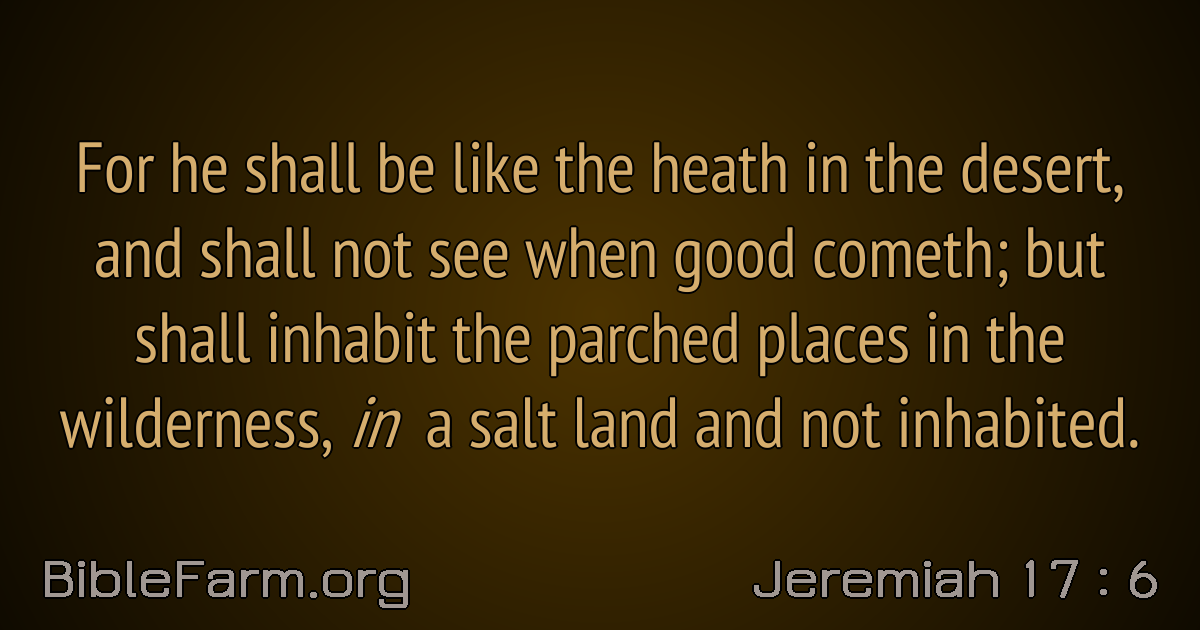 For he shall be like the heath in the desert,
and shall not see when good cometh; but
shall inhabit the parched places in the
wilderness, in a salt land and not inhabited.
BibleFarm.org
Jeremiah 17 : 6